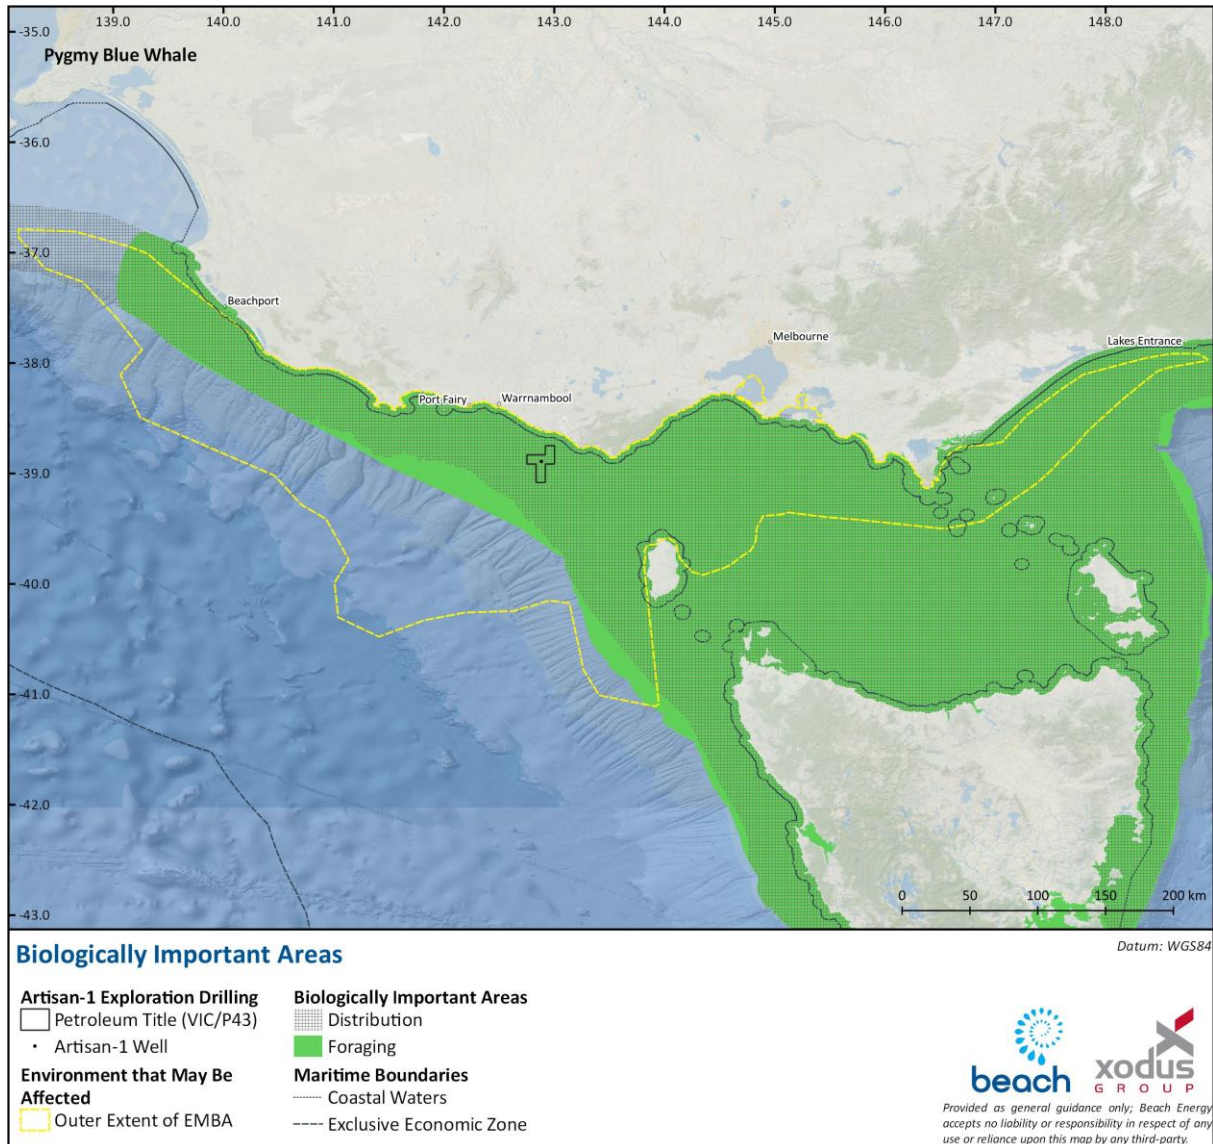 139.0 140.0 141.0 142.0 143.0 144.0 145.0 146.0 147.0 148.0
-35.0
Pygmy Blue Whale
-36.0
-37.0
Beachport
Melbourne
Lakes Entrance
-38.0
Port Fairy
Warrnambool
-39.0
-40.0
-41.0
-42.0
0 50 100 150 200 km
-43.0
Biologically Important Areas
Datum: WGS84
Artisan-1 Exploration Drilling
Petroleum Title (VIC/P43)
Artisan-1 Well
Environment that May Be
Affected
Outer Extent of EMBA
Biologically Important Areas
Distribution
Foraging
Maritime Boundaries
Coastal Waters
Exclusive Economic Zone
beach
xodus
GROUP
Provided as general guidance only; Beach Energy
accepts no liability or responsibility in respect of any
use or reliance upon this map by any third-party.